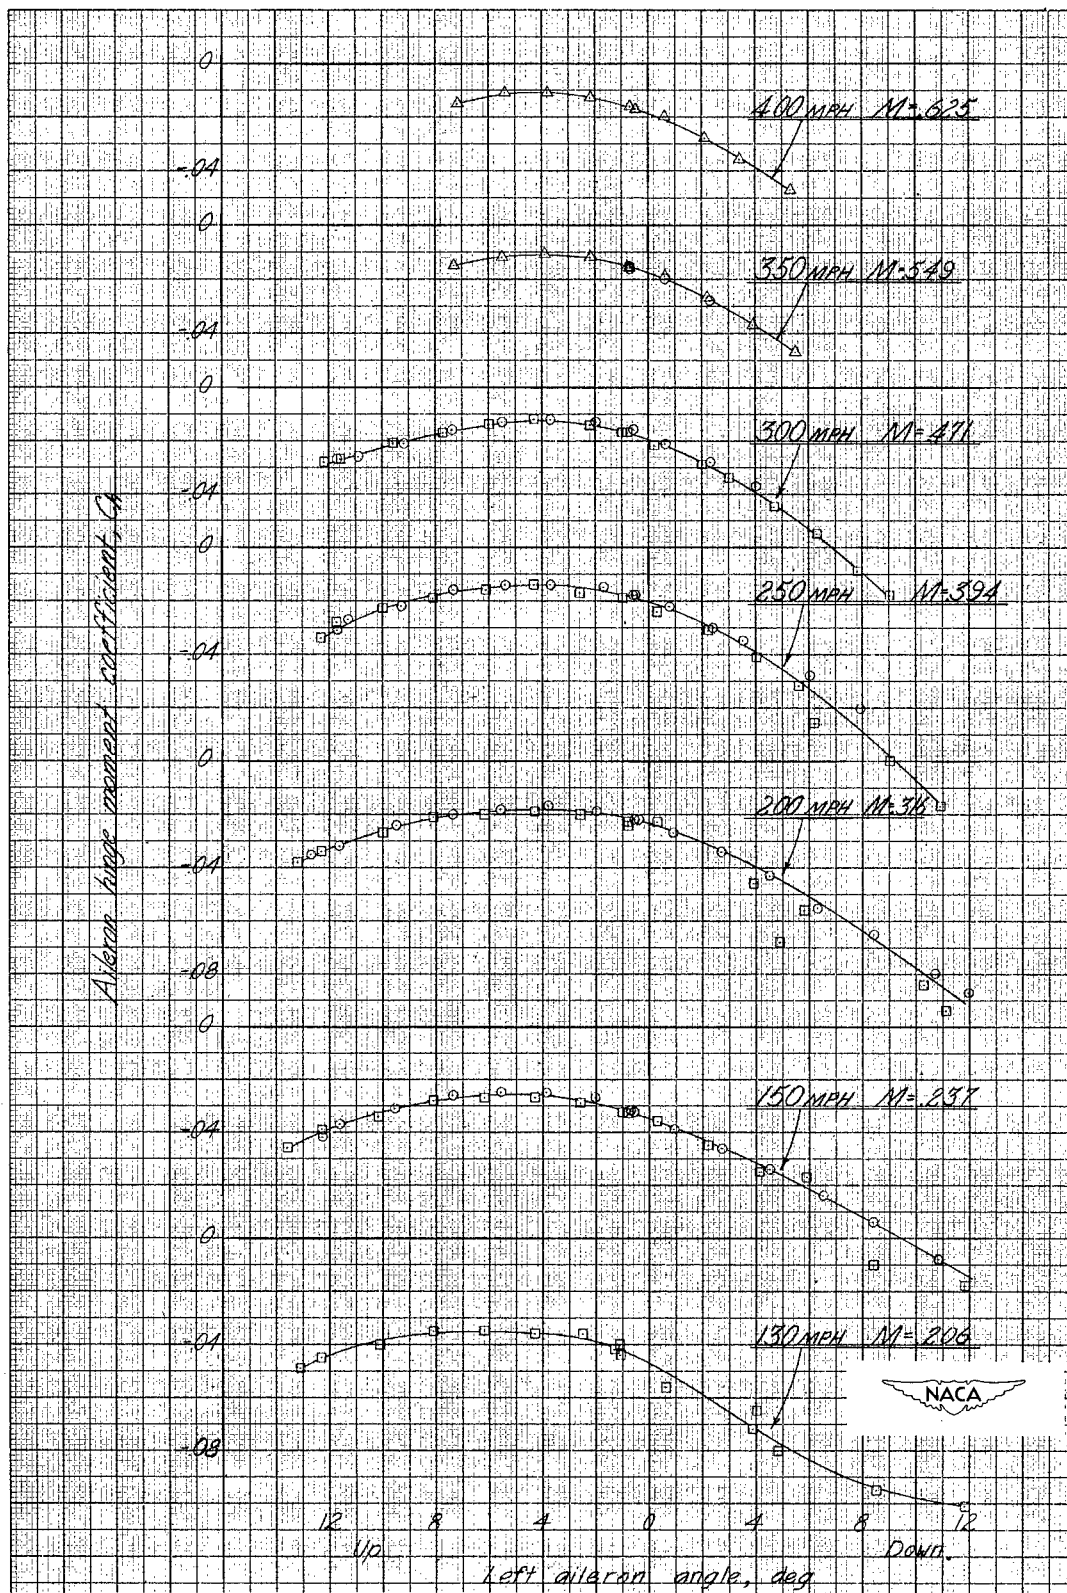 0
400 MPH M=.625
-.04
0
350 MPH M=.549
-.04
0
300 MPH M=.471
-.04
0
250 MPH M=.394
-.04
0
200 MPH M=.316
-.04
-.08
0
150 MPH M=.237
-.04
0
130 MPH M=.206
-.04
NACA
-.08
Aileron hinge moment coefficient, Ch
12 8 4 0 4 8 12
Up Down.
Left aileron angle, deg